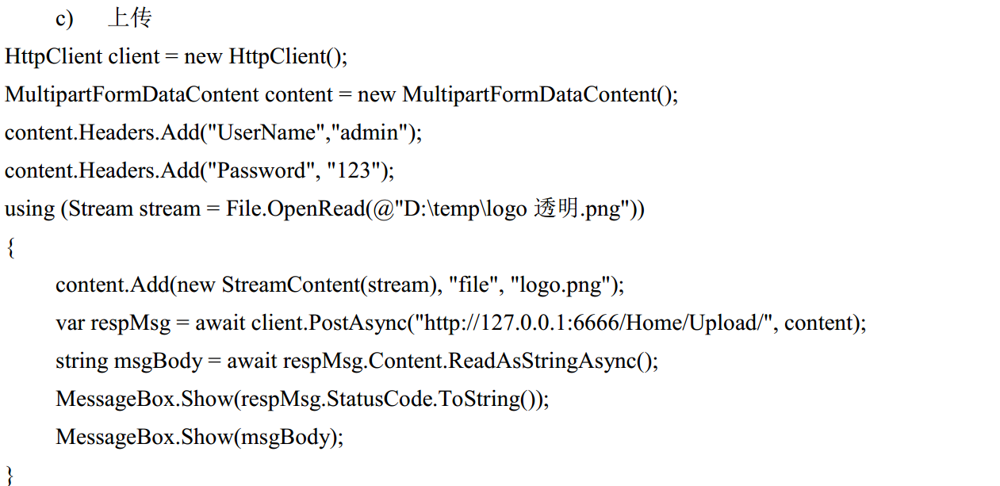 c) 上传
HttpClient client = new HttpClient();
MultipartFormDataContent content = new MultipartFormDataContent();
content.Headers.Add("UserName","admin");
content.Headers.Add("Password", "123");
using (Stream stream = File.OpenRead(@"D:\temp\logo 透明.png"))
{
content.Add(new StreamContent(stream), "file", "logo.png");
var respMsg = await client.PostAsync("http://127.0.0.1:6666/Home/Upload/", content);
string msgBody = await respMsg.Content.ReadAsStringAsync();
MessageBox.Show(respMsg.StatusCode.ToString());
MessageBox.Show(msgBody);
}